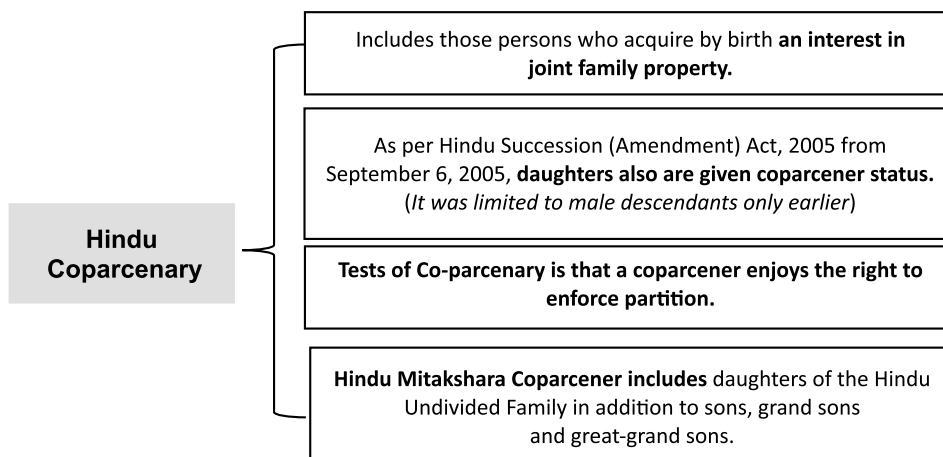 Hindu
Coparcenary
Includes those persons who acquire by birth an interest in
joint family property.
As per Hindu Succession (Amendment) Act, 2005 from
September 6, 2005, daughters also are given coparcener status.
(It was limited to male descendants only earlier)
Tests of Co-parcenary is that a coparcener enjoys the right to
enforce partition.
Hindu Mitakshara Coparcener includes daughters of the Hindu
Undivided Family in addition to sons, grand sons
and great-grand sons.